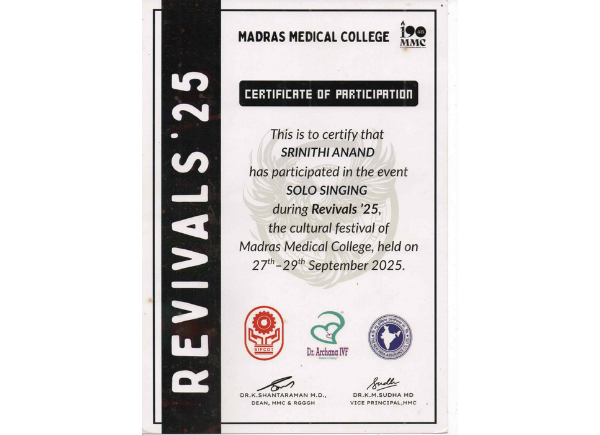 REVIVALS '25
MADRAS MEDICAL COLLEGE
190
MMC
CERTIFICATE OF PARTICIPATION
This is to certify that
SRINITHI ANAND
has participated in the event
SOLO SINGING
during Revivals '25,
the cultural festival of
Madras Medical College, held on
27th–29th September 2025.
SIPCOT
Dr. Archana IVF
DR.K.SHANTARAMAN M.D.,
DEAN, MMC & RGGGH
DR.K.M.SUDHA MD
VICE PRINCIPAL,MMC